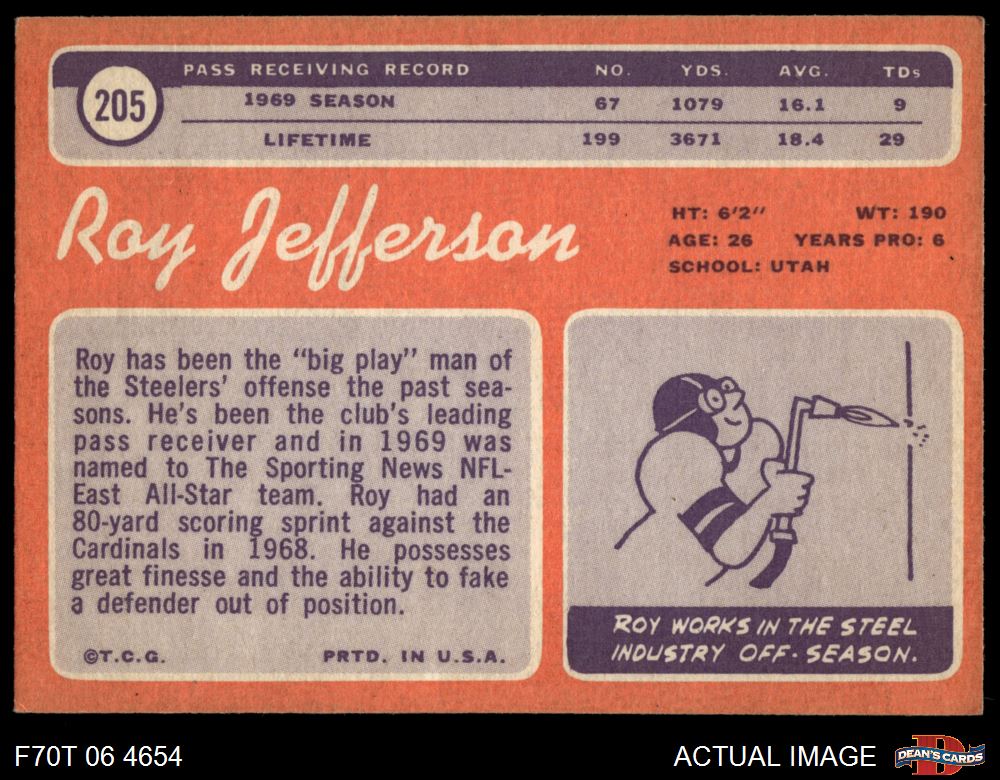 PASS RECEIVING RECORD NO. YDS. AVG. TDs
205
1969 SEASON 67 1079 16.1 9
LIFETIME 199 3671 18.4 29
Roy Jefferson
HT: 6'2" WT: 190
AGE: 26 YEARS PRO: 6
SCHOOL: UTAH
Roy has been the "big play" man of
the Steelers' offense the past sea-
sons. He's been the club's leading
pass receiver and in 1969 was
named to The Sporting News NFL-
East All-Star team. Roy had an
80-yard scoring sprint against the
Cardinals in 1968. He possesses
great finesse and the ability to fake
a defender out of position.
©T.C.G. PRTD. IN U.S.A.
ROY WORKS IN THE STEEL
INDUSTRY OFF-SEASON.
F70T 06 4654 ACTUAL IMAGE
D
DEAN'S CARDS